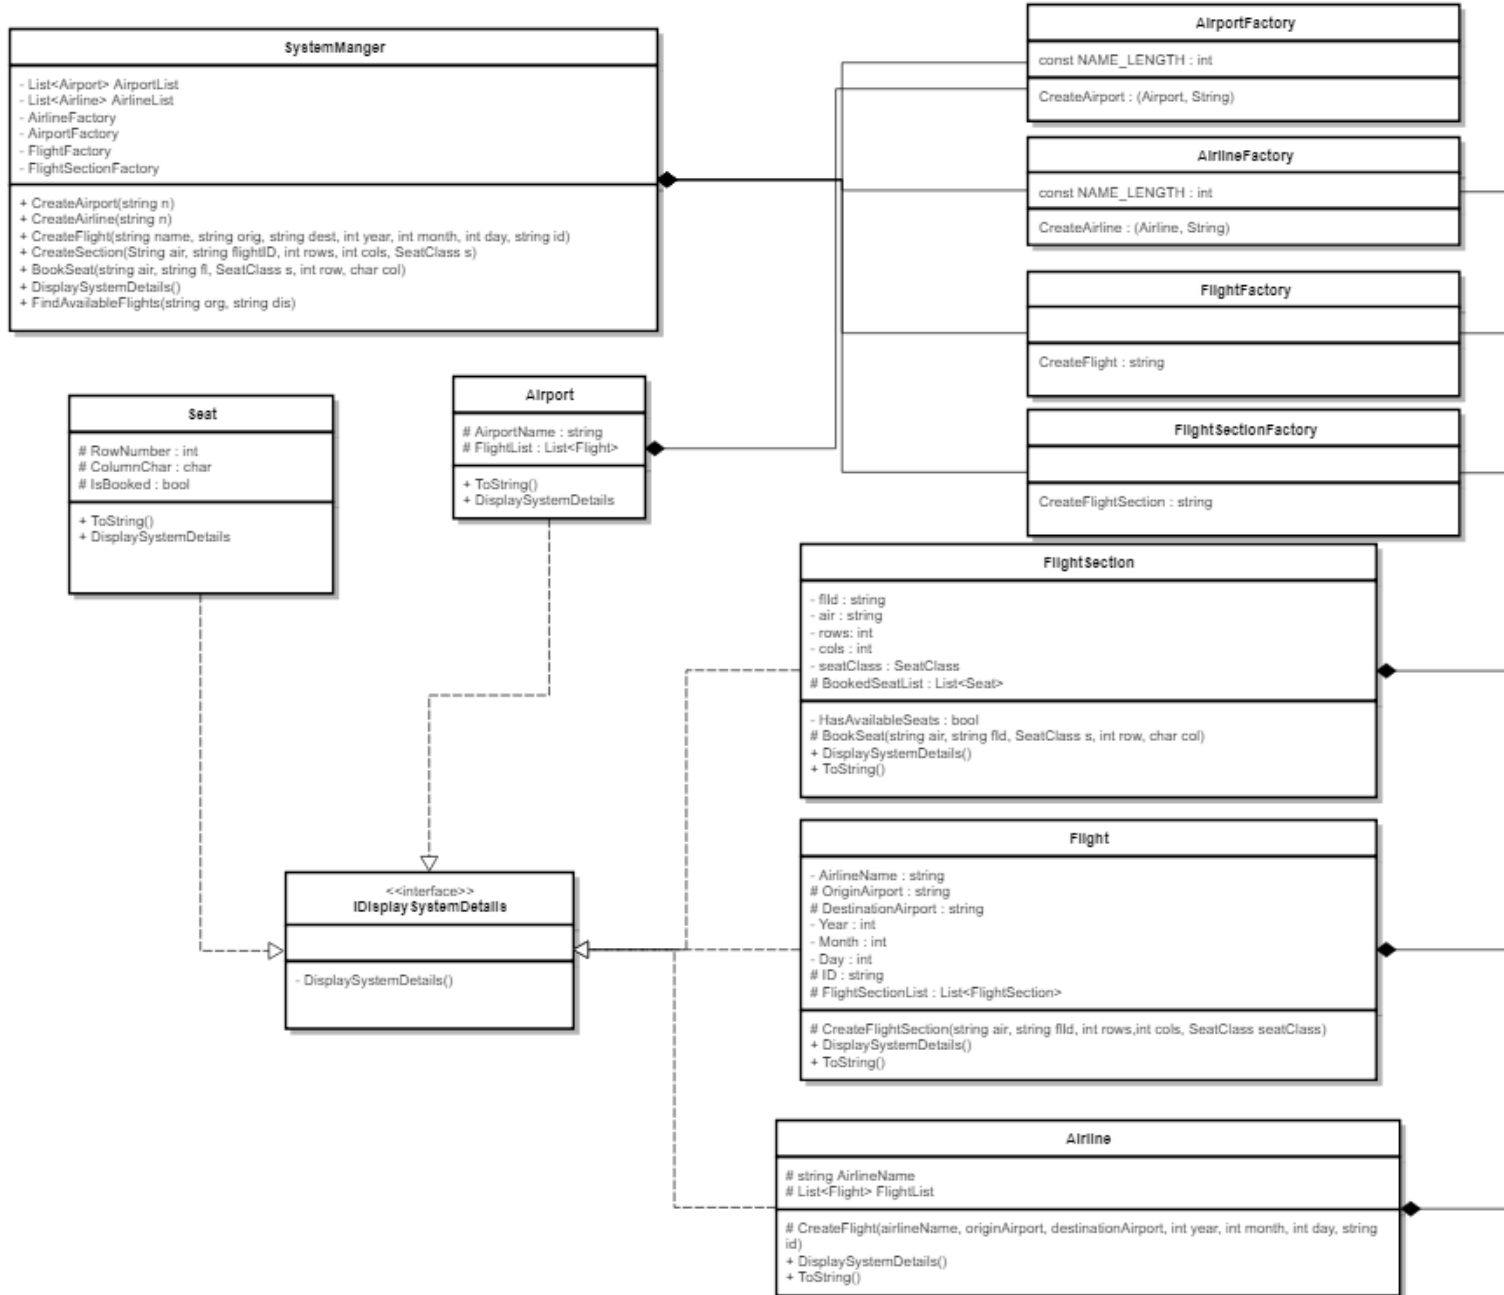 SystemManger
- List<Airport> AirportList
- List<Airline> AirlineList
- AirlineFactory
- AirportFactory
- FlightFactory
- FlightSectionFactory
+ CreateAirport(string n)
+ CreateAirline(string n)
+ CreateFlight(string name, string orig, string dest, int year, int month, int day, string id)
+ CreateSection(String air, string flightID, int rows, int cols, SeatClass s)
+ BookSeat(string air, string fl, SeatClass s, int row, char col)
+ DisplaySystemDetails()
+ FindAvailableFlights(string org, string dis)
AirportFactory
const NAME_LENGTH : int
CreateAirport : (Airport, String)
AirlineFactory
const NAME_LENGTH : int
CreateAirline : (Airline, String)
FlightFactory
CreateFlight : string
FlightSectionFactory
CreateFlightSection : string
Seat
# RowNumber : int
# ColumnChar : char
# IsBooked : bool
+ ToString()
+ DisplaySystemDetails
Airport
# AirportName : string
# FlightList : List<Flight>
+ ToString()
+ DisplaySystemDetails
FlightSection
- flId : string
- air : string
- rows: int
- cols : int
- seatClass : SeatClass
# BookedSeatList : List<Seat>
- HasAvailableSeats : bool
# BookSeat(string air, string flId, SeatClass s, int row, char col)
+ DisplaySystemDetails()
+ ToString()
<<interface>>
IDisplaySystemDetails
- DisplaySystemDetails()
Flight
- AirlineName : string
# OriginAirport : string
# DestinationAirport : string
- Year : int
- Month : int
- Day : int
# ID : string
# FlightSectionList : List<FlightSection>
# CreateFlightSection(string air, string flId, int rows,int cols, SeatClass seatClass)
+ DisplaySystemDetails()
+ ToString()
Airline
# string AirlineName
# List<Flight> FlightList
# CreateFlight(airlineName, originAirport, destinationAirport, int year, int month, int day, string
id)
+ DisplaySystemDetails()
+ ToString()